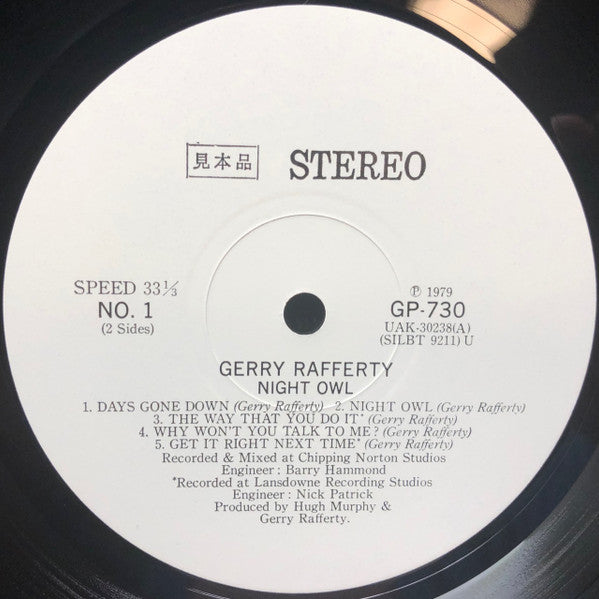 見本品 STEREO
SPEED 33⅓ ℗ 1979
NO. 1 GP-730
(2 Sides) UAK-30238(A)
(SILBT 9211) U
GERRY RAFFERTY
NIGHT OWL
1. DAYS GONE DOWN (Gerry Rafferty) 2. NIGHT OWL (Gerry Rafferty)
3. THE WAY THAT YOU DO IT* (Gerry Rafferty)
4. WHY WON'T YOU TALK TO ME? (Gerry Rafferty)
5. GET IT RIGHT NEXT TIME* (Gerry Rafferty)
Recorded & Mixed at Chipping Norton Studios
Engineer : Barry Hammond
*Recorded at Lansdowne Recording Studios
Engineer : Nick Patrick
Produced by Hugh Murphy &
Gerry Rafferty.